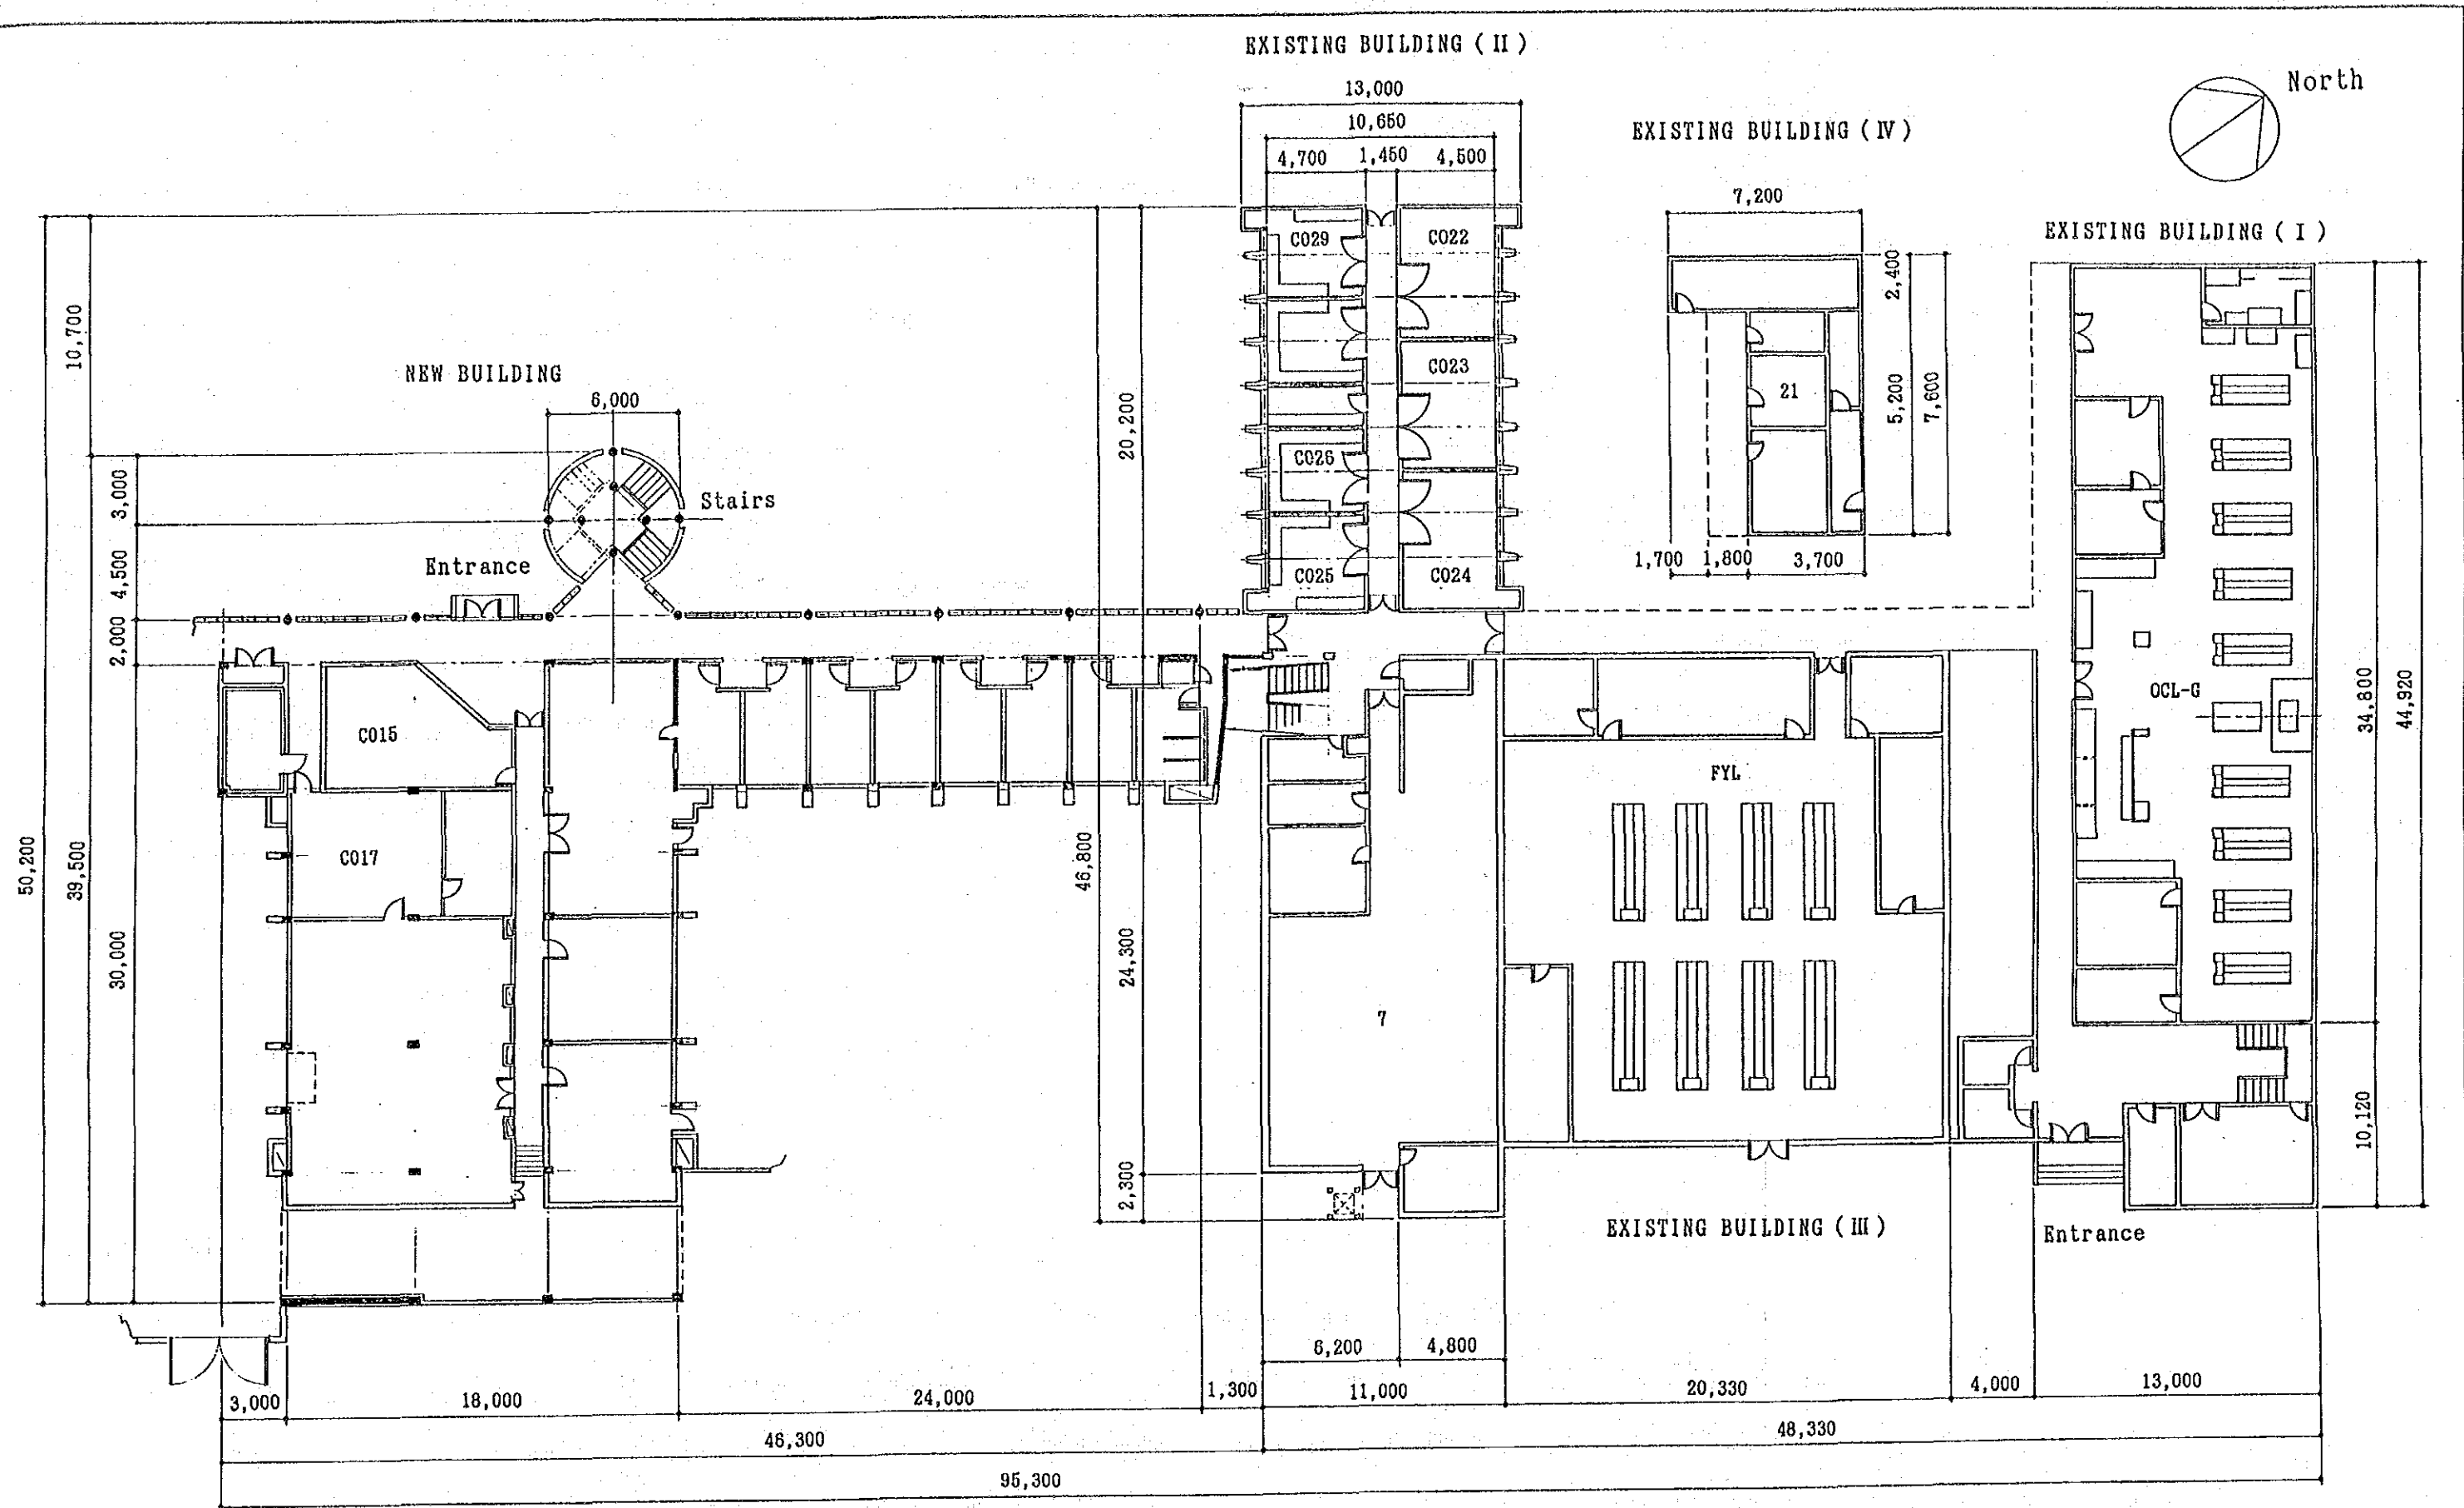 EXISTING BUILDING ( II )
13,000
10,650
4,700 1,450 4,500
North
EXISTING BUILDING ( IV )
7,200
EXISTING BUILDING ( I )
C029
C022
C023
C026
C025
C024
2,400
5,200
7,600
21
1,700 1,800 3,700
NEW BUILDING
6,000
Stairs
Entrance
10,700
3,000
4,500
2,000
50,200
39,500
30,000
20,200
46,800
24,300
2,300
C015
C017
7
FYL
OCL-G
34,800
44,920
10,120
EXISTING BUILDING ( III )
Entrance
6,200 4,800
3,000 18,000 24,000 1,300 11,000 20,330 4,000 13,000
46,300 48,330
95,300